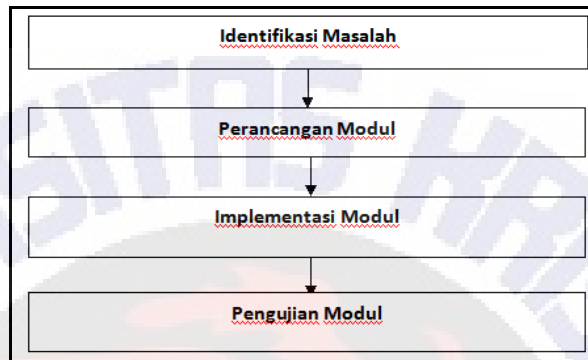 Identifikasi Masalah
Perancangan Modul
Implementasi Modul
Pengujian Modul